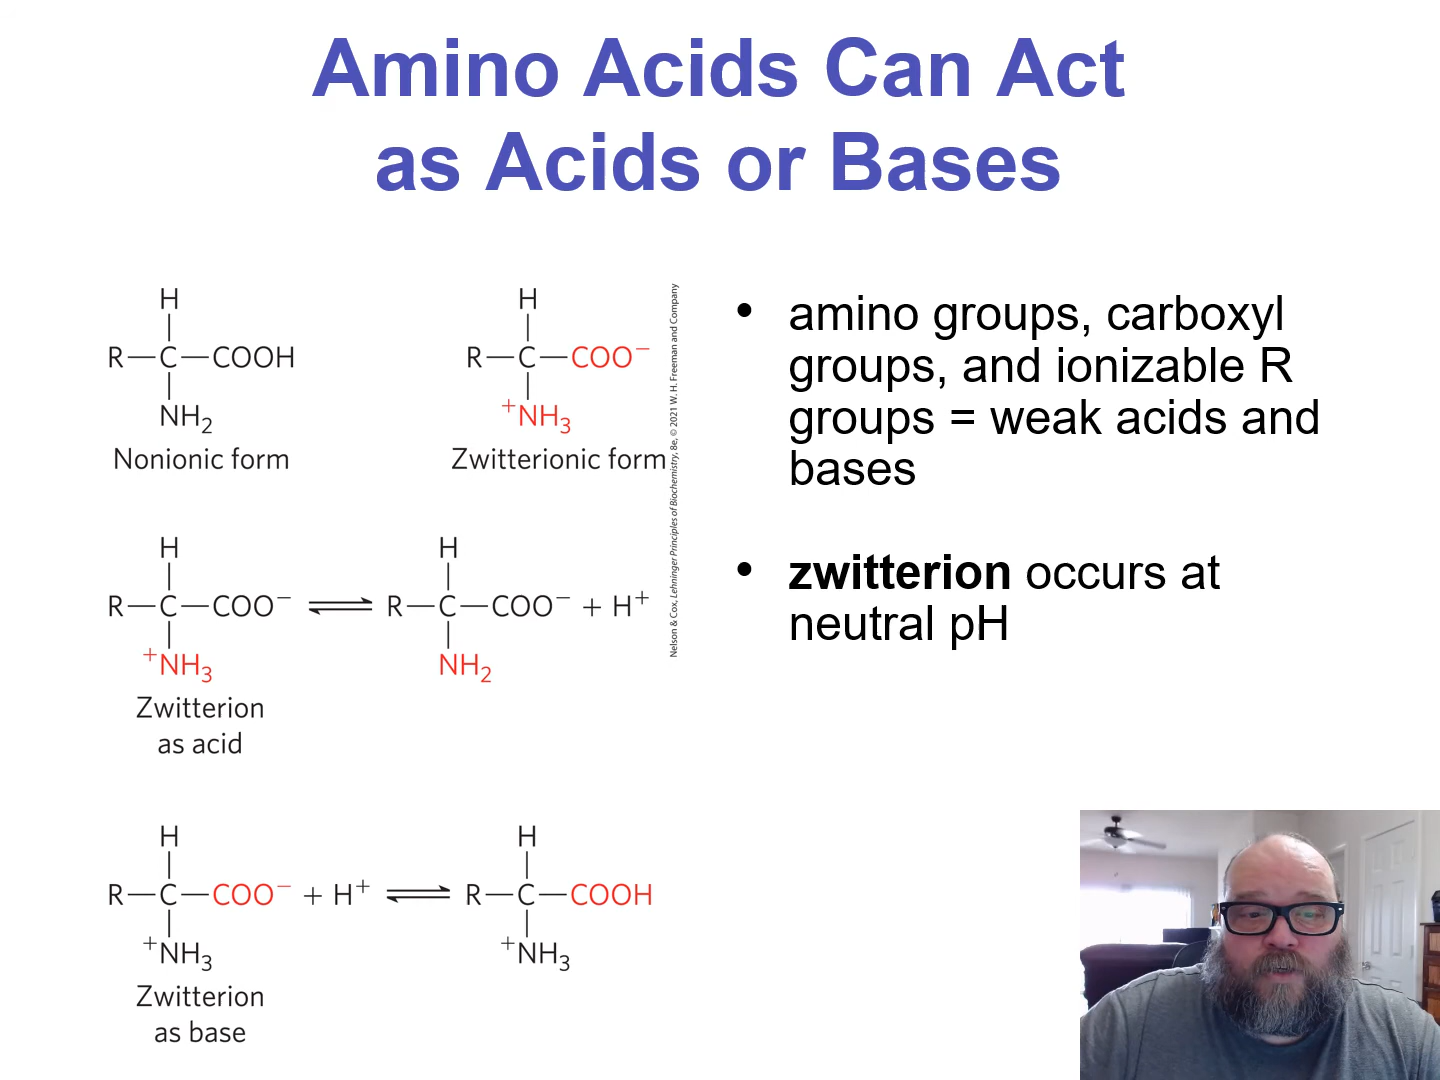 Amino Acids Can Act
as Acids or Bases
H
R—C—COOH
NH₂
Nonionic form
H
R—C—COO⁻
⁺NH₃
Zwitterionic form
H
R—C—COO⁻ ⇌ R—C—COO⁻ + H⁺
H
⁺NH₃
NH₂
Zwitterion
as acid
H
R—C—COO⁻ + H⁺ ⇌ R—C—COOH
H
⁺NH₃
⁺NH₃
Zwitterion
as base
Nelson & Cox, Lehninger Principles of Biochemistry, 8e, © 2021 W. H. Freeman and Company
• amino groups, carboxyl
groups, and ionizable R
groups = weak acids and
bases
• zwitterion occurs at
neutral pH